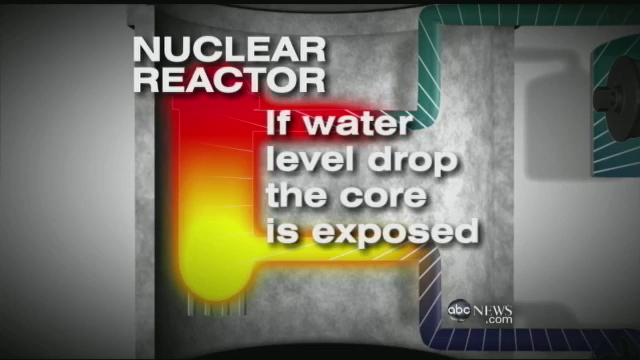 NUCLEAR
REACTOR
If water
level drop
the core
is exposed
abc NEWS
.com